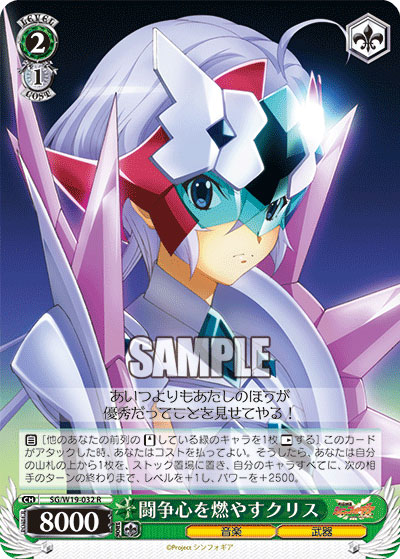 LEVEL
2
1
COST
SAMPLE
あいつよりもあたしのほうが
優秀だってことを見せてやる！
自 [他のあなたの前列のしている緑のキャラを1枚する] このカード
がアタックした時、あなたはコストを払ってよい。そうしたら、あなたは自分
の山札の上から1枚を、ストック置場に置き、自分のキャラすべてに、次の相
手のターンの終わりまで、レベルを+1し、パワーを+2500。
CH
SG/W19-032 R
8000
闘争心を燃やすクリス
音楽
武器
©Project シンフォギア